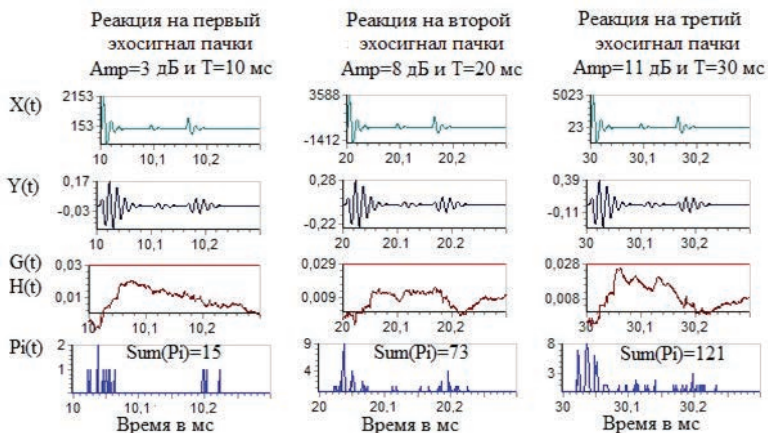 Реакция на первый
эхосигнал пачки
Amp=3 дБ и T=10 мс
Реакция на второй
эхосигнал пачки
Amp=8 дБ и T=20 мс
Реакция на третий
эхосигнал пачки
Amp=11 дБ и T=30 мс
X(t)
2153
153
10 10,1 10,2
3588
-1412
20 20,1 20,2
5023
23
30 30,1 30,2
Y(t)
0,17
-0,03
10 10,1 10,2
0,28
-0,22
20 20.1 20.2
0,39
-0,11
30 30,1 30,2
G(t)
H(t)
0,03
0,01
10 10,1 10,2
0,029
0,009
20 20,1 20,2
0,028
0,008
30 30,1 30,2
Pi(t)
2
1
Sum(Pi)=15
10 10,1 10,2
Время в мс
9
4
Sum(Pi)=73
20 20,1 20,2
Время в мс
8
3
Sum(Pi)=121
30 30,1 30,2
Время в мс